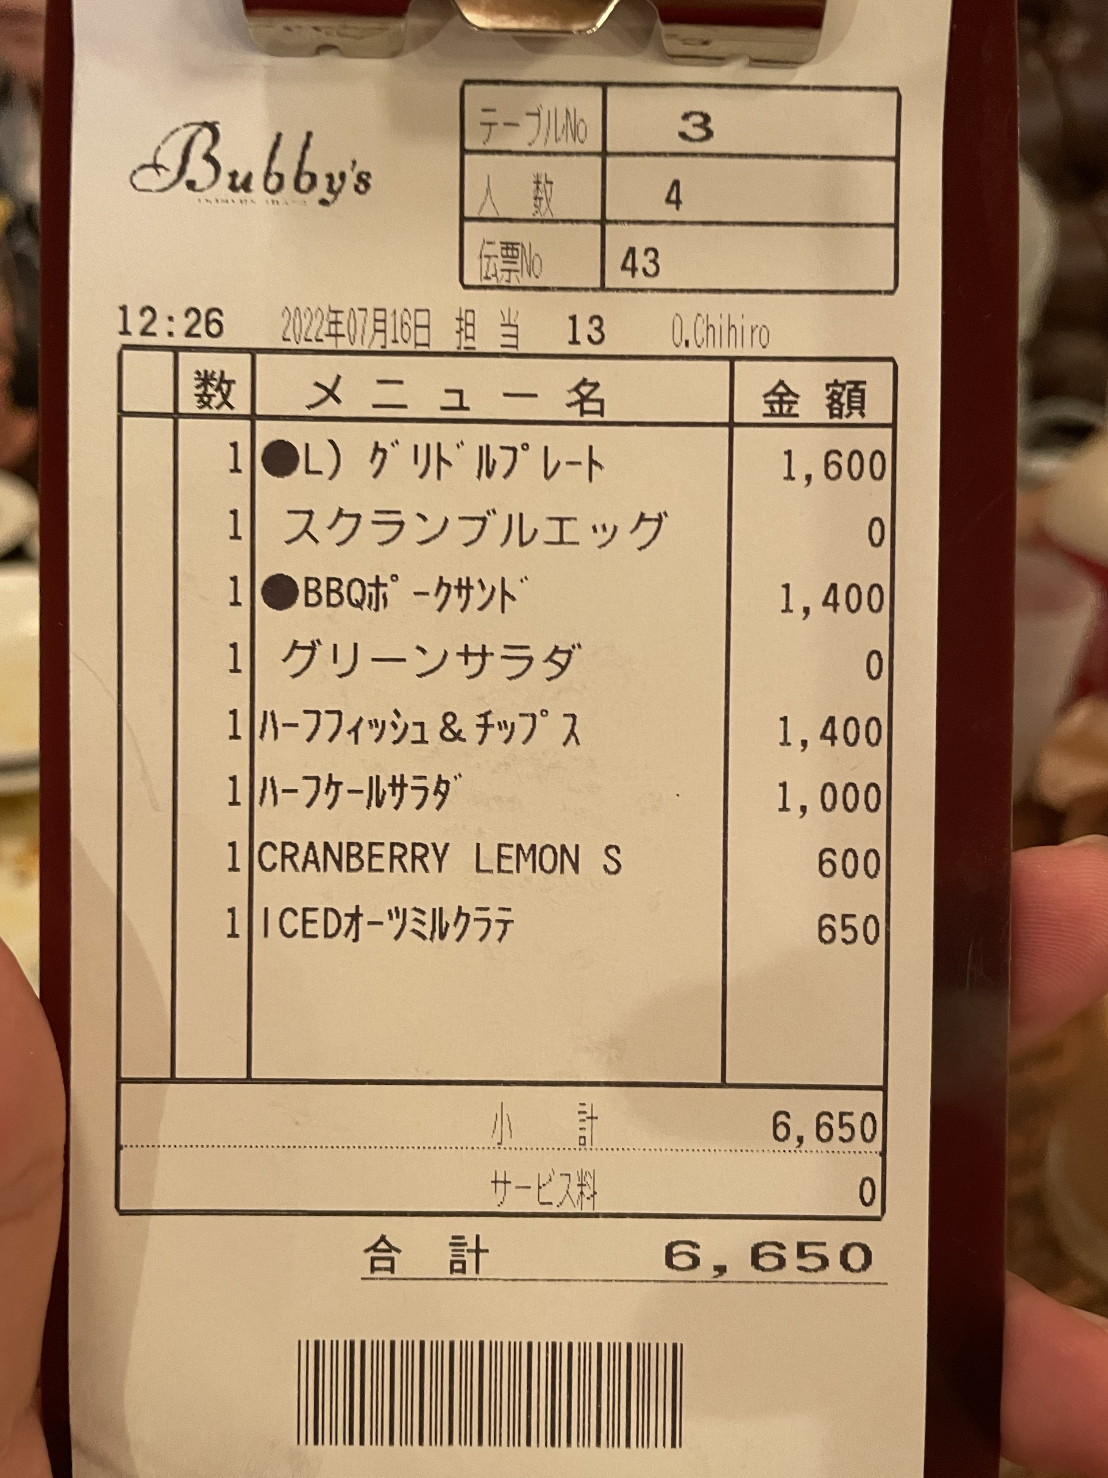 Bubby's
テーブルNo 3
人数 4
伝票No 43
12:26 2022年07月16日 担当 13 O.Chihiro
数 メニュー名 金額
1 ●L) グリドルプレート 1,600
1 スクランブルエッグ 0
1 ●BBQポークサンド 1,400
1 グリーンサラダ 0
1 ハーフフィッシュ&チップス 1,400
1 ハーフケールサラダ 1,000
1 CRANBERRY LEMON S 600
1 ICEDオーツミルクラテ 650
小計 6,650
サービス料 0
合計 6,650